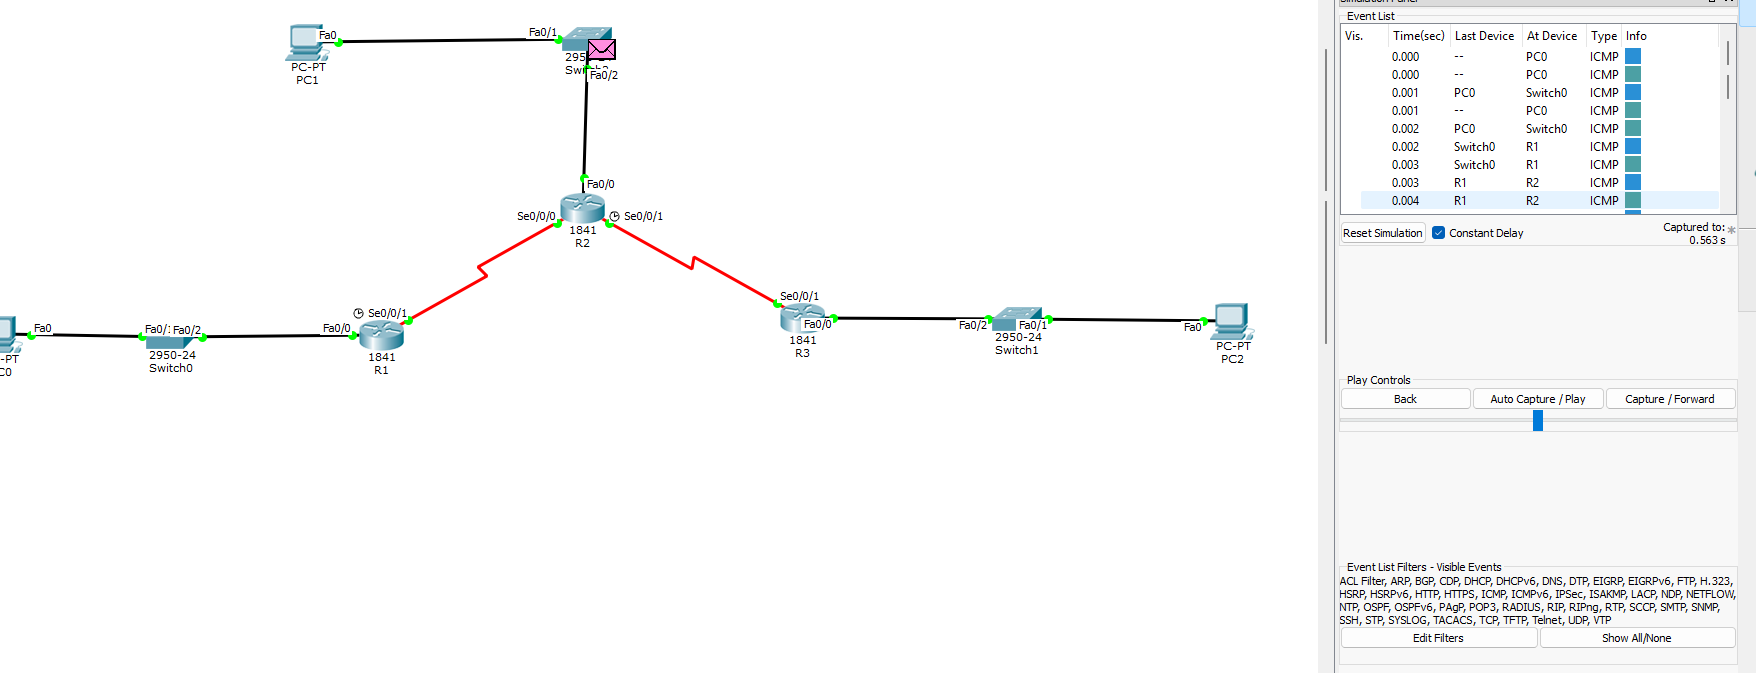 Fa0
PC-PT
PC1
Fa0/1
Fa0/2
Fa0/0
Se0/0/0
Se0/0/1
1841
R2
Fa0
-PT
C0
Fa0/2
2950-24
Switch0
Fa0/0
Se0/0/1
1841
R1
Se0/0/1
Fa0/0
1841
R3
Fa0/2
Fa0/1
2950-24
Switch1
Fa0
PC-PT
PC2
Event List
Vis. Time(sec) Last Device At Device Type Info
0.000 -- PC0 ICMP
0.000 -- PC0 ICMP
0.001 PC0 Switch0 ICMP
0.001 -- PC0 ICMP
0.002 PC0 Switch0 ICMP
0.002 Switch0 R1 ICMP
0.003 Switch0 R1 ICMP
0.003 R1 R2 ICMP
0.004 R1 R2 ICMP
Reset Simulation Constant Delay Captured to: *
0.563 s
Play Controls
Back Auto Capture / Play Capture / Forward
Event List Filters - Visible Events
ACL Filter, ARP, BGP, CDP, DHCP, DHCPv6, DNS, DTP, EIGRP, EIGRPv6, FTP, H.323,
HSRP, HSRPv6, HTTP, HTTPS, ICMP, ICMPv6, IPSec, ISAKMP, LACP, NDP, NETFLOW,
NTP, OSPF, OSPFv6, PAgP, POP3, RADIUS, RIP, RIPng, RTP, SCCP, SMTP, SNMP,
SSH, STP, SYSLOG, TACACS, TCP, TFTP, Telnet, UDP, VTP
Edit Filters Show All/None